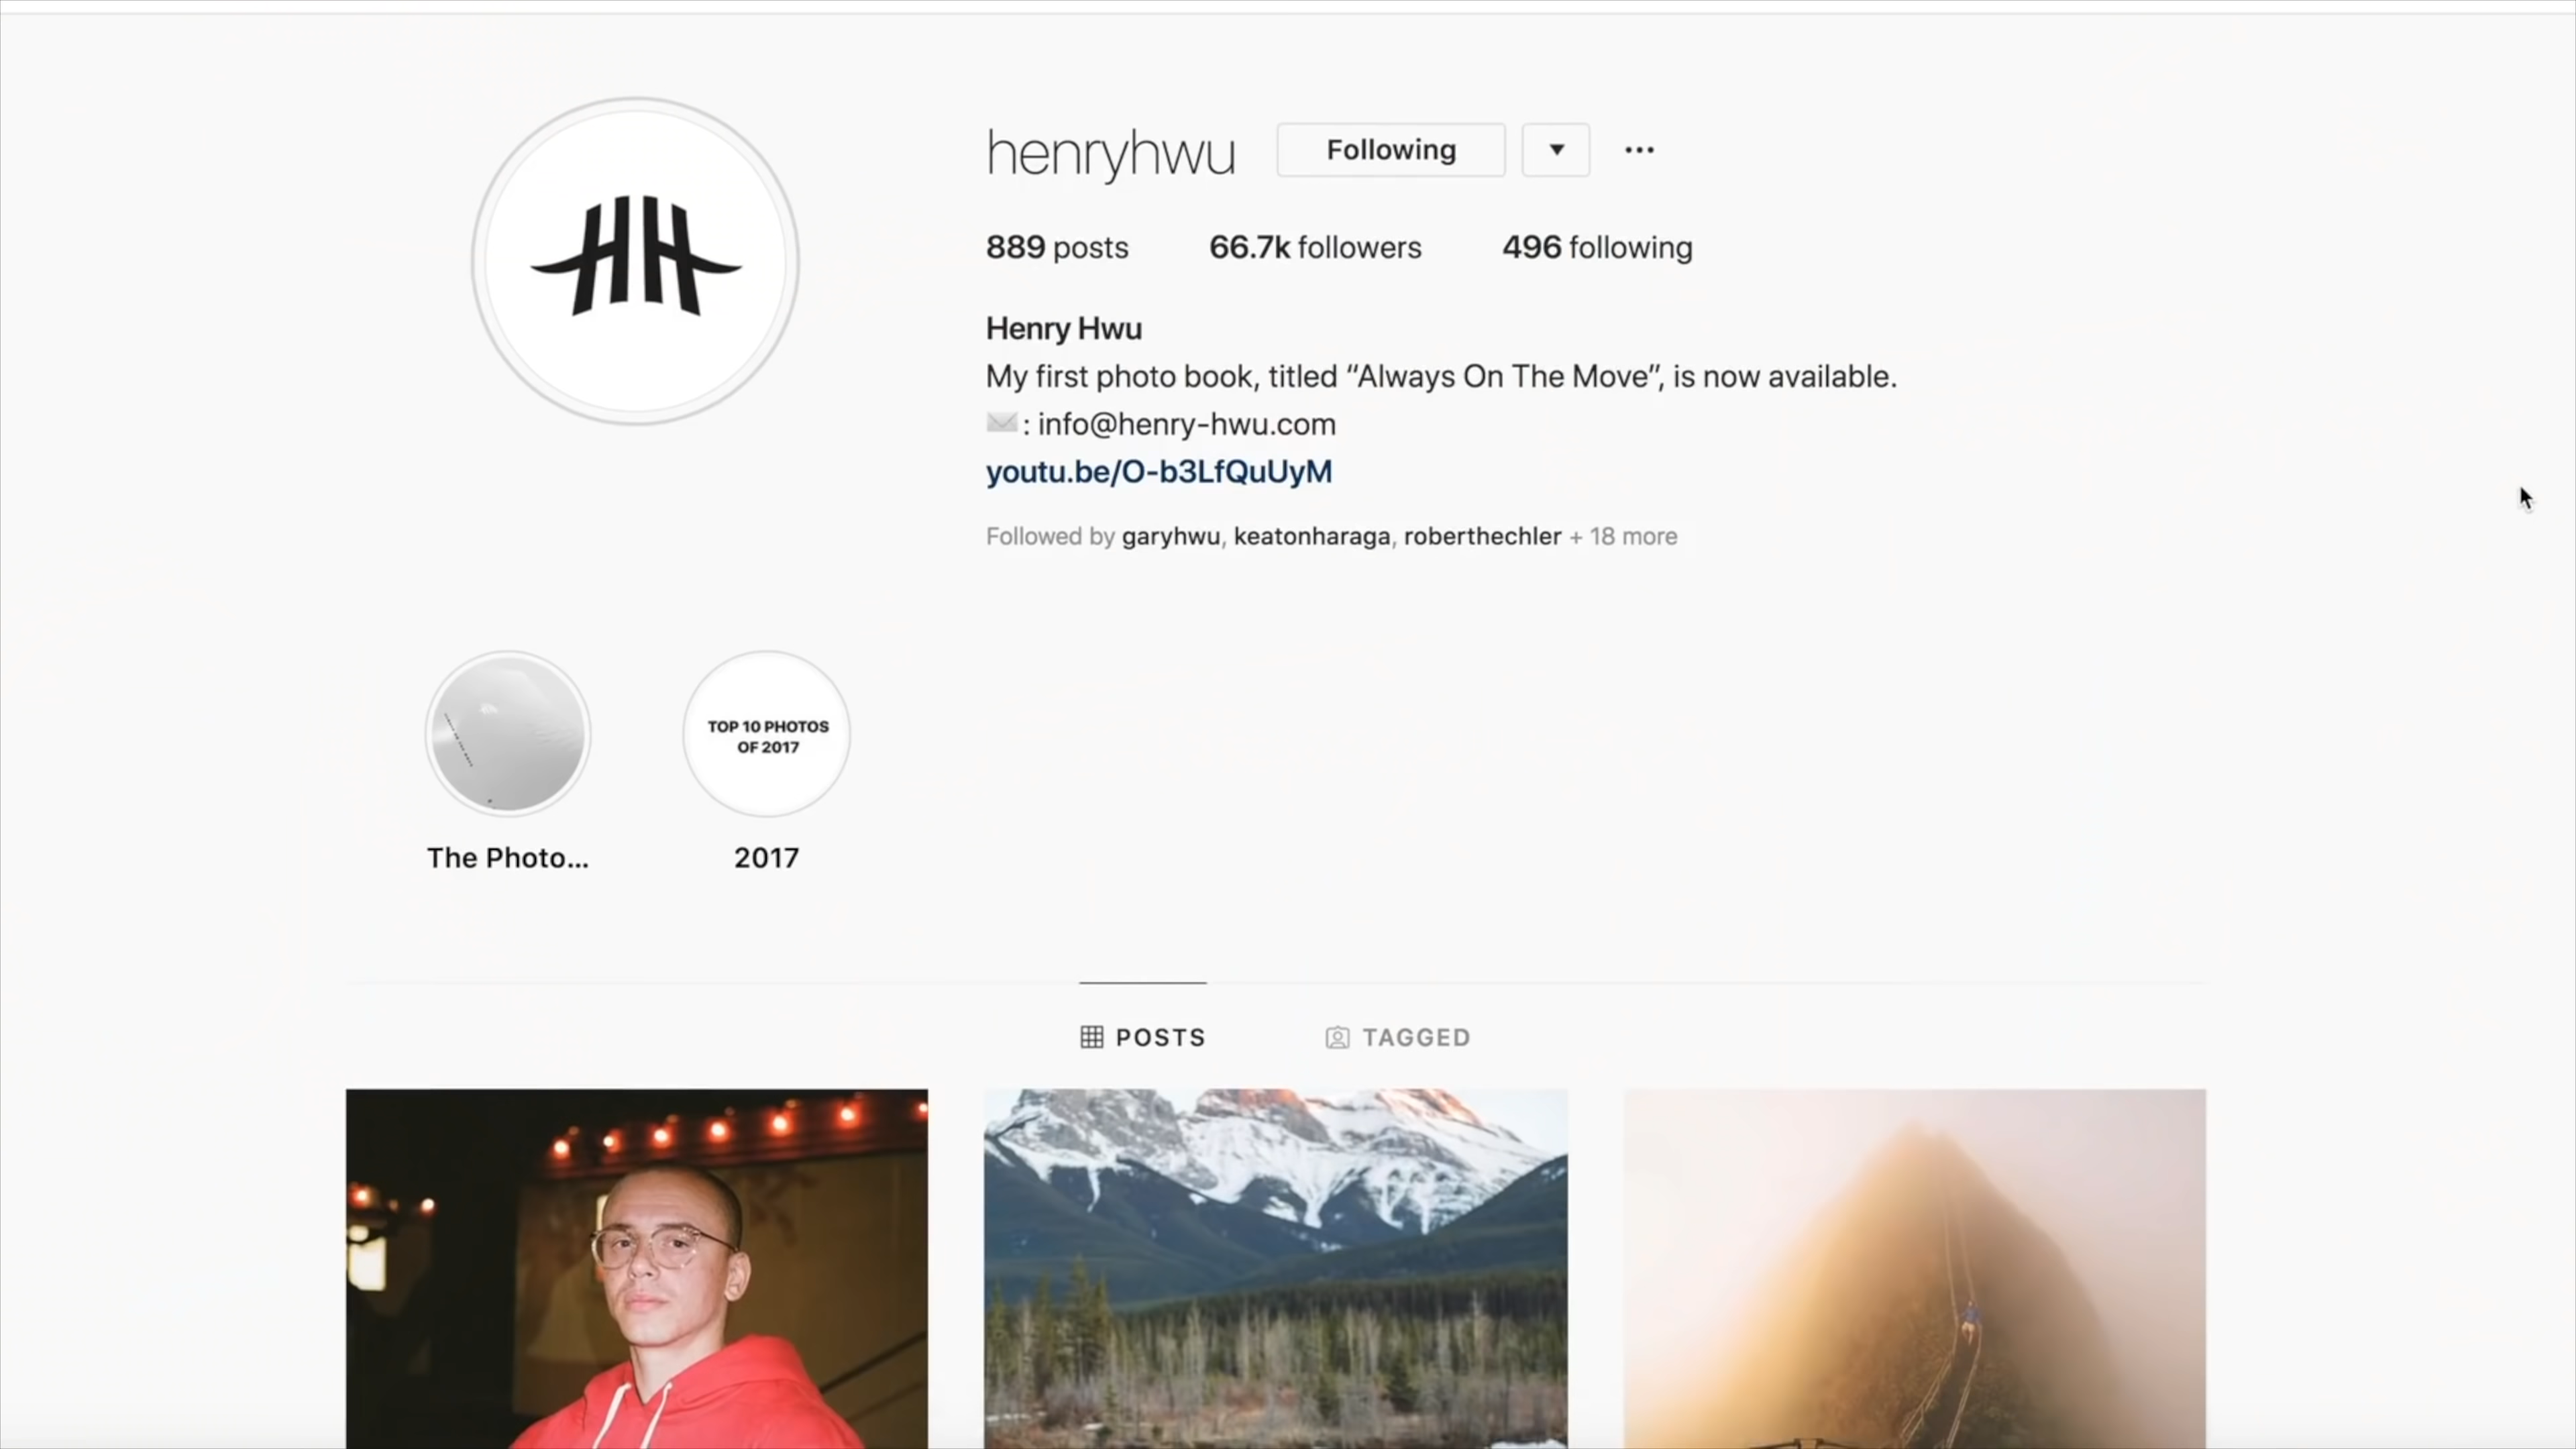 henryhwu Following ▼ •••
889 posts 66.7k followers 496 following
Henry Hwu
My first photo book, titled “Always On The Move”, is now available.
✉️: info@henry-hwu.com
youtu.be/O-b3LfQuUyM
Followed by garyhwu, keatonharaga, roberthechler + 18 more
HH
TOP 10 PHOTOS
OF 2017
The Photo...
2017
POSTS
TAGGED